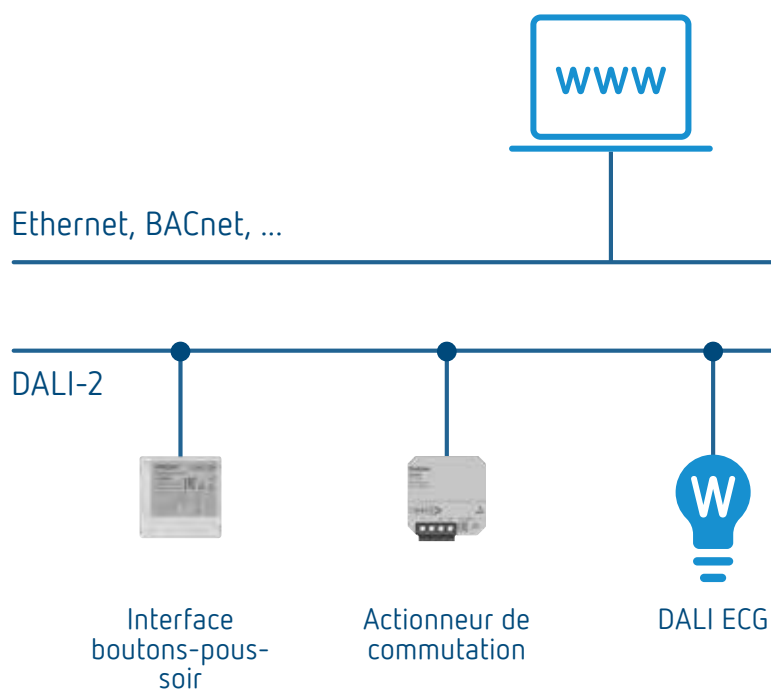 WWW
Ethernet, BACnet, ...
DALI-2
W
Interface
boutons-pous-
soir
Actionneur de
commutation
DALI ECG